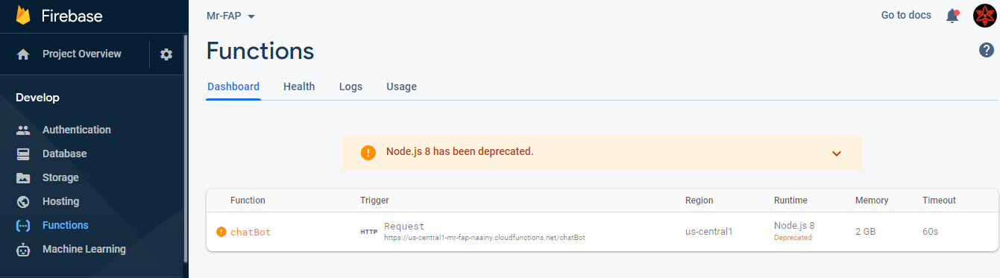 Firebase
Mr-FAP
Go to docs
Project Overview
Functions
Dashboard Health Logs Usage
Develop
Authentication
Database
Storage
Hosting
Functions
Machine Learning
Node.js 8 has been deprecated.
Function Trigger Region Runtime Memory Timeout
chatBot HTTP Request us-central1 Node.js 8 2 GB 60s
https://us-central1-mr-fap-naainy.cloudfunctions.net/chatBot Deprecated